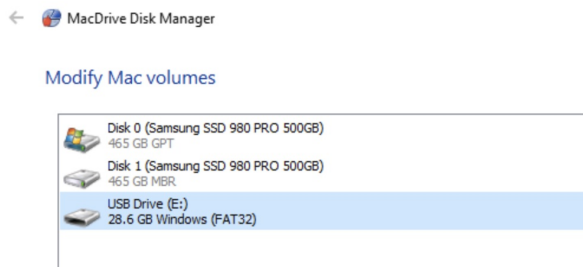 MacDrive Disk Manager
Modify Mac volumes
Disk 0 (Samsung SSD 980 PRO 500GB)
465 GB GPT
Disk 1 (Samsung SSD 980 PRO 500GB)
465 GB MBR
USB Drive (E:)
28.6 GB Windows (FAT32)